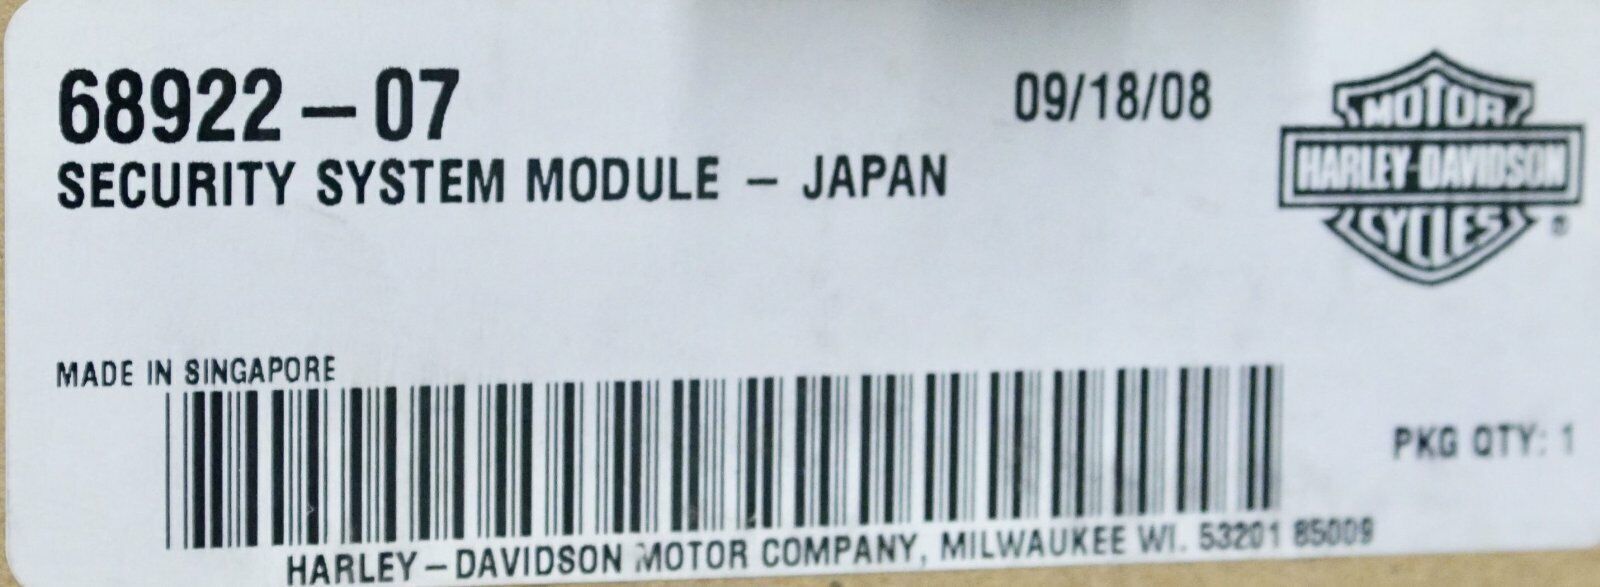 68922-07
09/18/08
SECURITY SYSTEM MODULE - JAPAN
MOTOR
HARLEY-DAVIDSON
CYCLES
®
MADE IN SINGAPORE
PKG QTY: 1
HARLEY-DAVIDSON MOTOR COMPANY, MILWAUKEE WI. 53201 85009